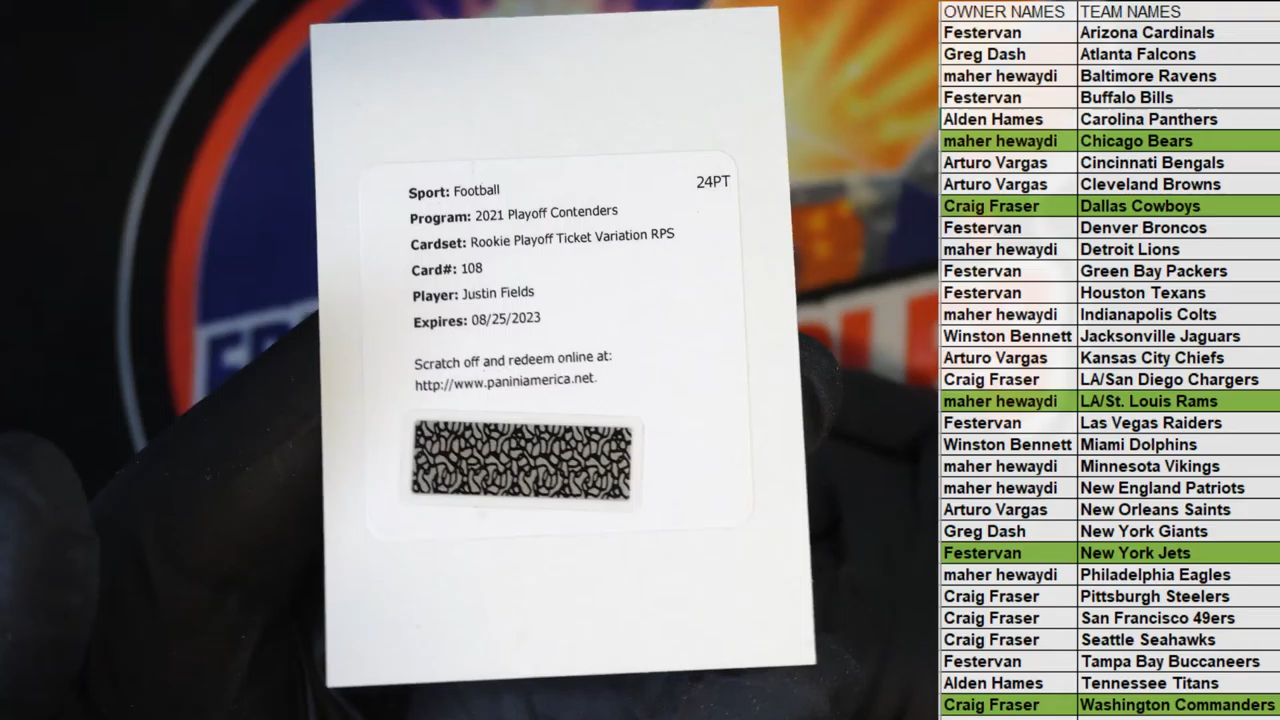 Sport: Football
24PT
Program: 2021 Playoff Contenders
Cardset: Rookie Playoff Ticket Variation RPS
Card#: 108
Player: Justin Fields
Expires: 08/25/2023
Scratch off and redeem online at:
http://www.paniniamerica.net.
OWNER NAMES TEAM NAMES
Festervan Arizona Cardinals
Greg Dash Atlanta Falcons
maher hewaydi Baltimore Ravens
Festervan Buffalo Bills
Alden Hames Carolina Panthers
maher hewaydi Chicago Bears
Arturo Vargas Cincinnati Bengals
Arturo Vargas Cleveland Browns
Craig Fraser Dallas Cowboys
Festervan Denver Broncos
maher hewaydi Detroit Lions
Festervan Green Bay Packers
Festervan Houston Texans
maher hewaydi Indianapolis Colts
Winston Bennett Jacksonville Jaguars
Arturo Vargas Kansas City Chiefs
Craig Fraser LA/San Diego Chargers
maher hewaydi LA/St. Louis Rams
Festervan Las Vegas Raiders
Winston Bennett Miami Dolphins
maher hewaydi Minnesota Vikings
maher hewaydi New England Patriots
Arturo Vargas New Orleans Saints
Greg Dash New York Giants
Festervan New York Jets
maher hewaydi Philadelphia Eagles
Craig Fraser Pittsburgh Steelers
Craig Fraser San Francisco 49ers
Craig Fraser Seattle Seahawks
Festervan Tampa Bay Buccaneers
Alden Hames Tennessee Titans
Craig Fraser Washington Commanders